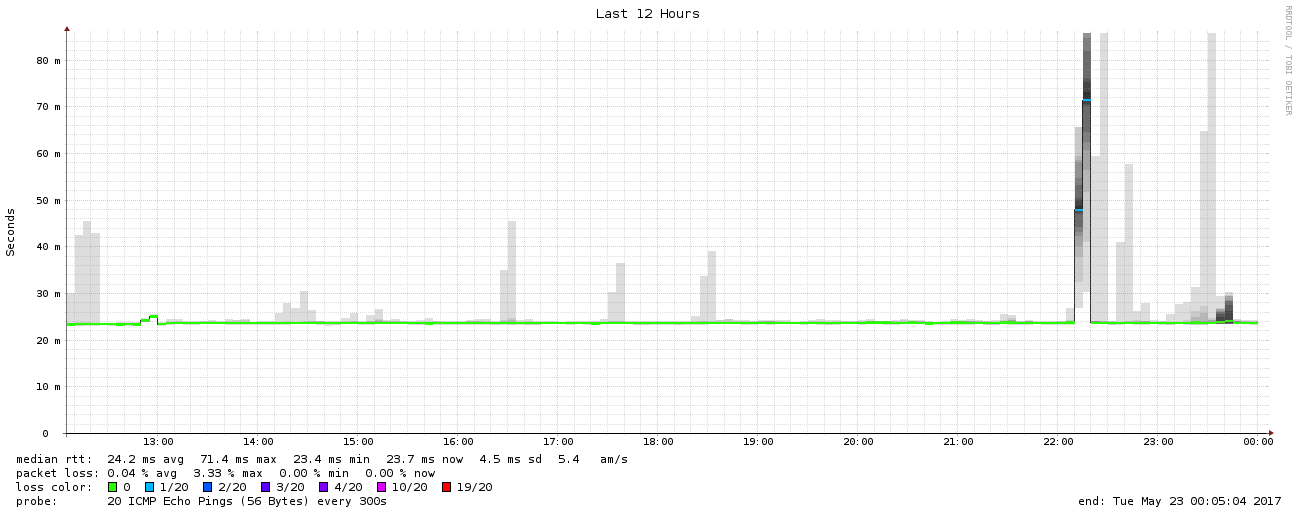 Last 12 Hours
RRDTOOL / TOBI OETIKER
Seconds
80 m
70 m
60 m
50 m
40 m
30 m
20 m
10 m
0
13:00 14:00 15:00 16:00 17:00 18:00 19:00 20:00 21:00 22:00 23:00 00:00
median rtt: 24.2 ms avg 71.4 ms max 23.4 ms min 23.7 ms now 4.5 ms sd 5.4 am/s
packet loss: 0.04 % avg 3.33 % max 0.00 % min 0.00 % now
loss color: 0 1/20 2/20 3/20 4/20 10/20 19/20
probe: 20 ICMP Echo Pings (56 Bytes) every 300s end: Tue May 23 00:05:04 2017